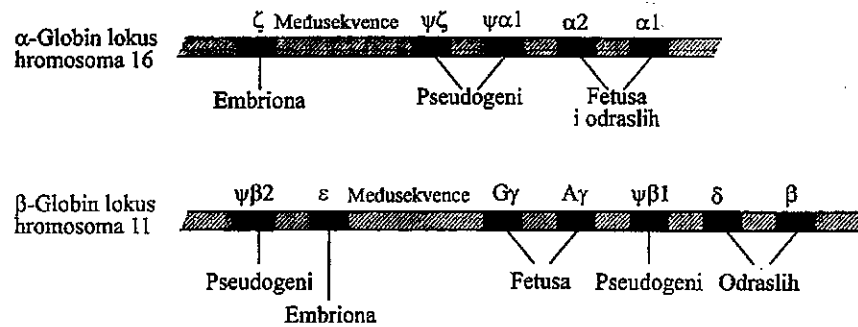 ζ Međusekvence ψζ ψα1 α2 α1
α-Globin lokus
hromosoma 16
Embriona Pseudogeni Fetusa
i odraslih
ψβ2 ε Međusekvence Gγ Aγ ψβ1 δ β
β-Globin lokus
hromosoma 11
Pseudogeni Fetusa Pseudogeni Odraslih
Embriona